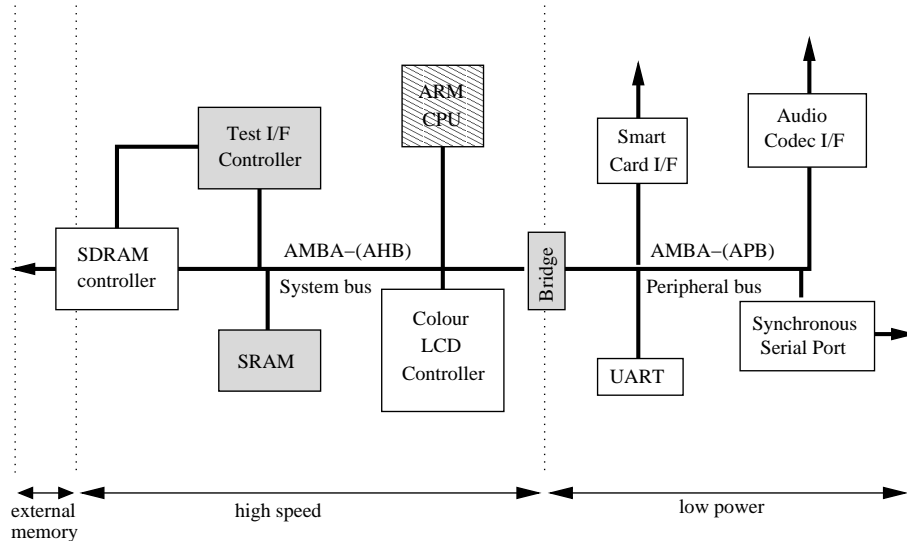 ARM
CPU
Test I/F
Controller
Smart
Card I/F
Audio
Codec I/F
SDRAM
controller
AMBA–(AHB)
System bus
Bridge
AMBA–(APB)
Peripheral bus
SRAM
Colour
LCD
Controller
UART
Synchronous
Serial Port
external
memory
high speed
low power